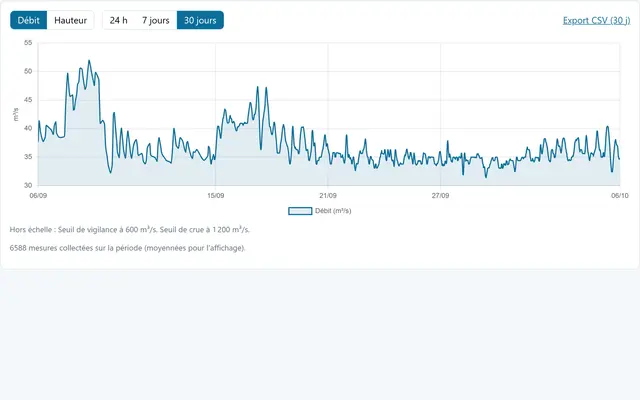 Débit Hauteur 24 h 7 jours 30 jours Export CSV (30 j)
55
50
45
40
35
30
m³/s
06/09 15/09 21/09 27/09 06/10
Débit (m³/s)
Hors échelle : Seuil de vigilance à 600 m³/s. Seuil de crue à 1 200 m³/s.
6588 mesures collectées sur la période (moyennées pour l'affichage).